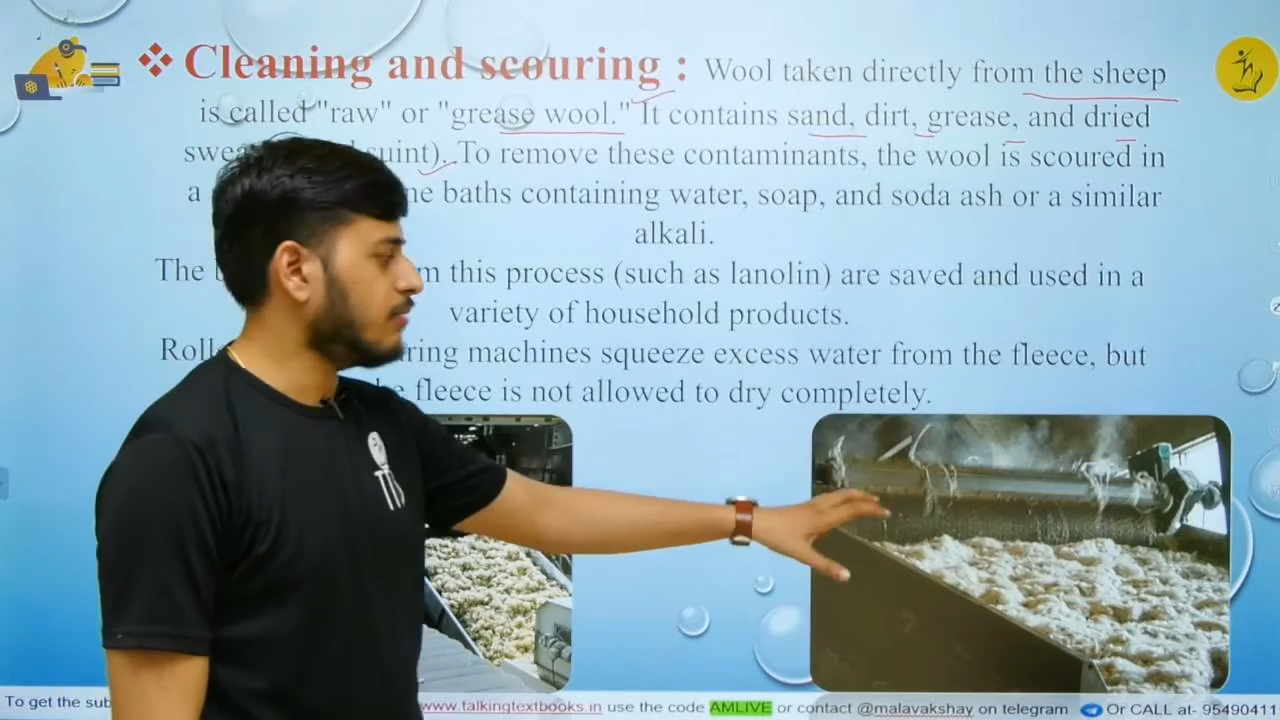 ❖ Cleaning and scouring : Wool taken directly from the sheep
is called "raw" or "grease wool." It contains sand, dirt, grease, and dried
suint). To remove these contaminants, the wool is scoured in
a baths containing water, soap, and soda ash or a similar
alkali.
The this process (such as lanolin) are saved and used in a
variety of household products.
machines squeeze excess water from the fleece, but
fleece is not allowed to dry completely.
To get the www.talkingtextbooks.in use the code AMLIVE or contact @malavakshay on telegram Or CALL at- 95490411